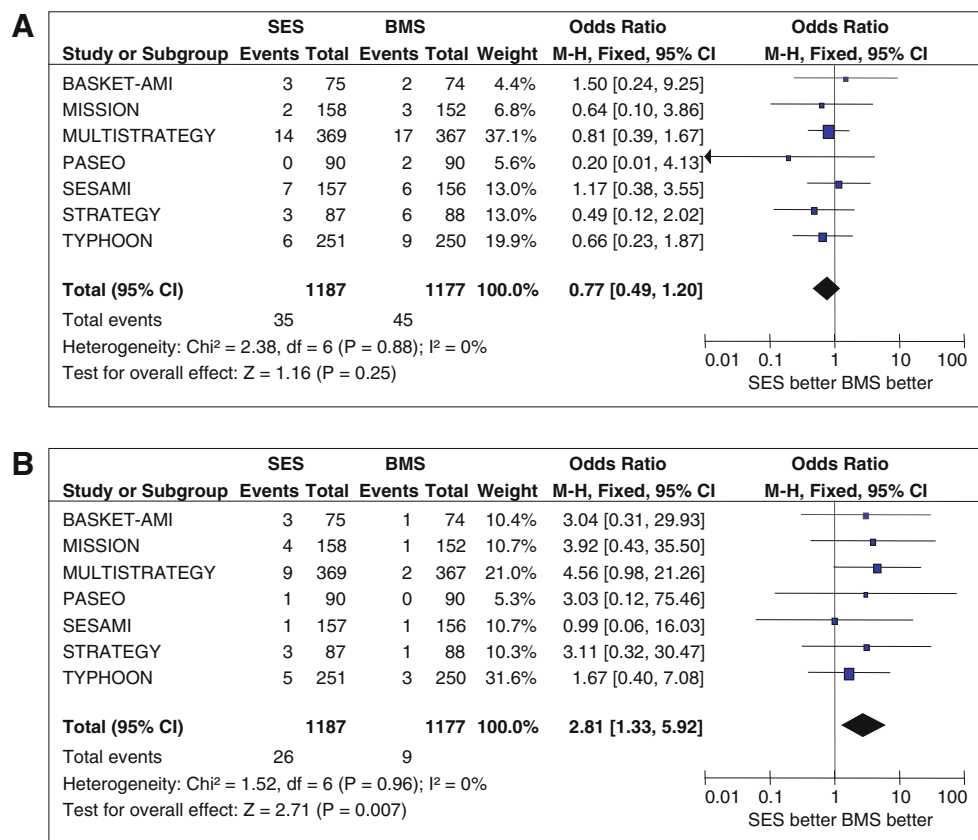 A
SES BMS Odds Ratio Odds Ratio
Study or Subgroup Events Total Events Total Weight M-H, Fixed, 95% CI M-H, Fixed, 95% CI
BASKET-AMI 3 75 2 74 4.4% 1.50 [0.24, 9.25]
MISSION 2 158 3 152 6.8% 0.64 [0.10, 3.86]
MULTISTRATEGY 14 369 17 367 37.1% 0.81 [0.39, 1.67]
PASEO 0 90 2 90 5.6% 0.20 [0.01, 4.13]
SESAMI 7 157 6 156 13.0% 1.17 [0.38, 3.55]
STRATEGY 3 87 6 88 13.0% 0.49 [0.12, 2.02]
TYPHOON 6 251 9 250 19.9% 0.66 [0.23, 1.87]
Total (95% CI) 1187 1177 100.0% 0.77 [0.49, 1.20]
Total events 35 45
Heterogeneity: Chi² = 2.38, df = 6 (P = 0.88); I² = 0%
Test for overall effect: Z = 1.16 (P = 0.25)
0.01 0.1 1 10 100
SES better BMS better
B
SES BMS Odds Ratio Odds Ratio
Study or Subgroup Events Total Events Total Weight M-H, Fixed, 95% CI M-H, Fixed, 95% CI
BASKET-AMI 3 75 1 74 10.4% 3.04 [0.31, 29.93]
MISSION 4 158 1 152 10.7% 3.92 [0.43, 35.50]
MULTISTRATEGY 9 369 2 367 21.0% 4.56 [0.98, 21.26]
PASEO 1 90 0 90 5.3% 3.03 [0.12, 75.46]
SESAMI 1 157 1 156 10.7% 0.99 [0.06, 16.03]
STRATEGY 3 87 1 88 10.3% 3.11 [0.32, 30.47]
TYPHOON 5 251 3 250 31.6% 1.67 [0.40, 7.08]
Total (95% CI) 1187 1177 100.0% 2.81 [1.33, 5.92]
Total events 26 9
Heterogeneity: Chi² = 1.52, df = 6 (P = 0.96); I² = 0%
Test for overall effect: Z = 2.71 (P = 0.007)
0.01 0.1 1 10 100
SES better BMS better